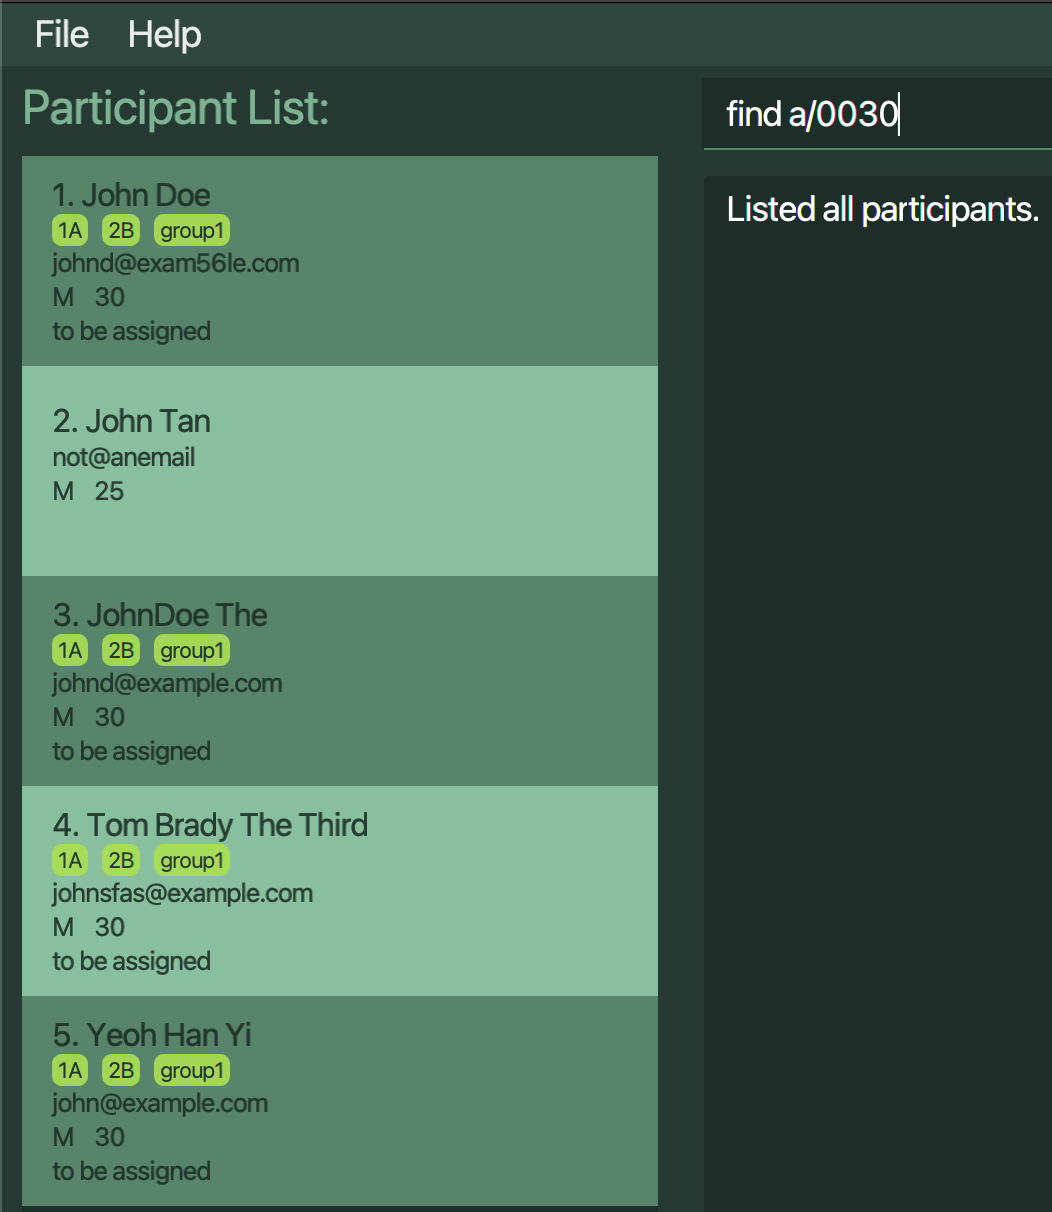 File Help
Participant List:
find a/0030
Listed all participants.
1. John Doe
1A 2B group1
johnd@exam56le.com
M 30
to be assigned
2. John Tan
not@anemail
M 25
3. JohnDoe The
1A 2B group1
johnd@example.com
M 30
to be assigned
4. Tom Brady The Third
1A 2B group1
johnsfas@example.com
M 30
to be assigned
5. Yeoh Han Yi
1A 2B group1
john@example.com
M 30
to be assigned